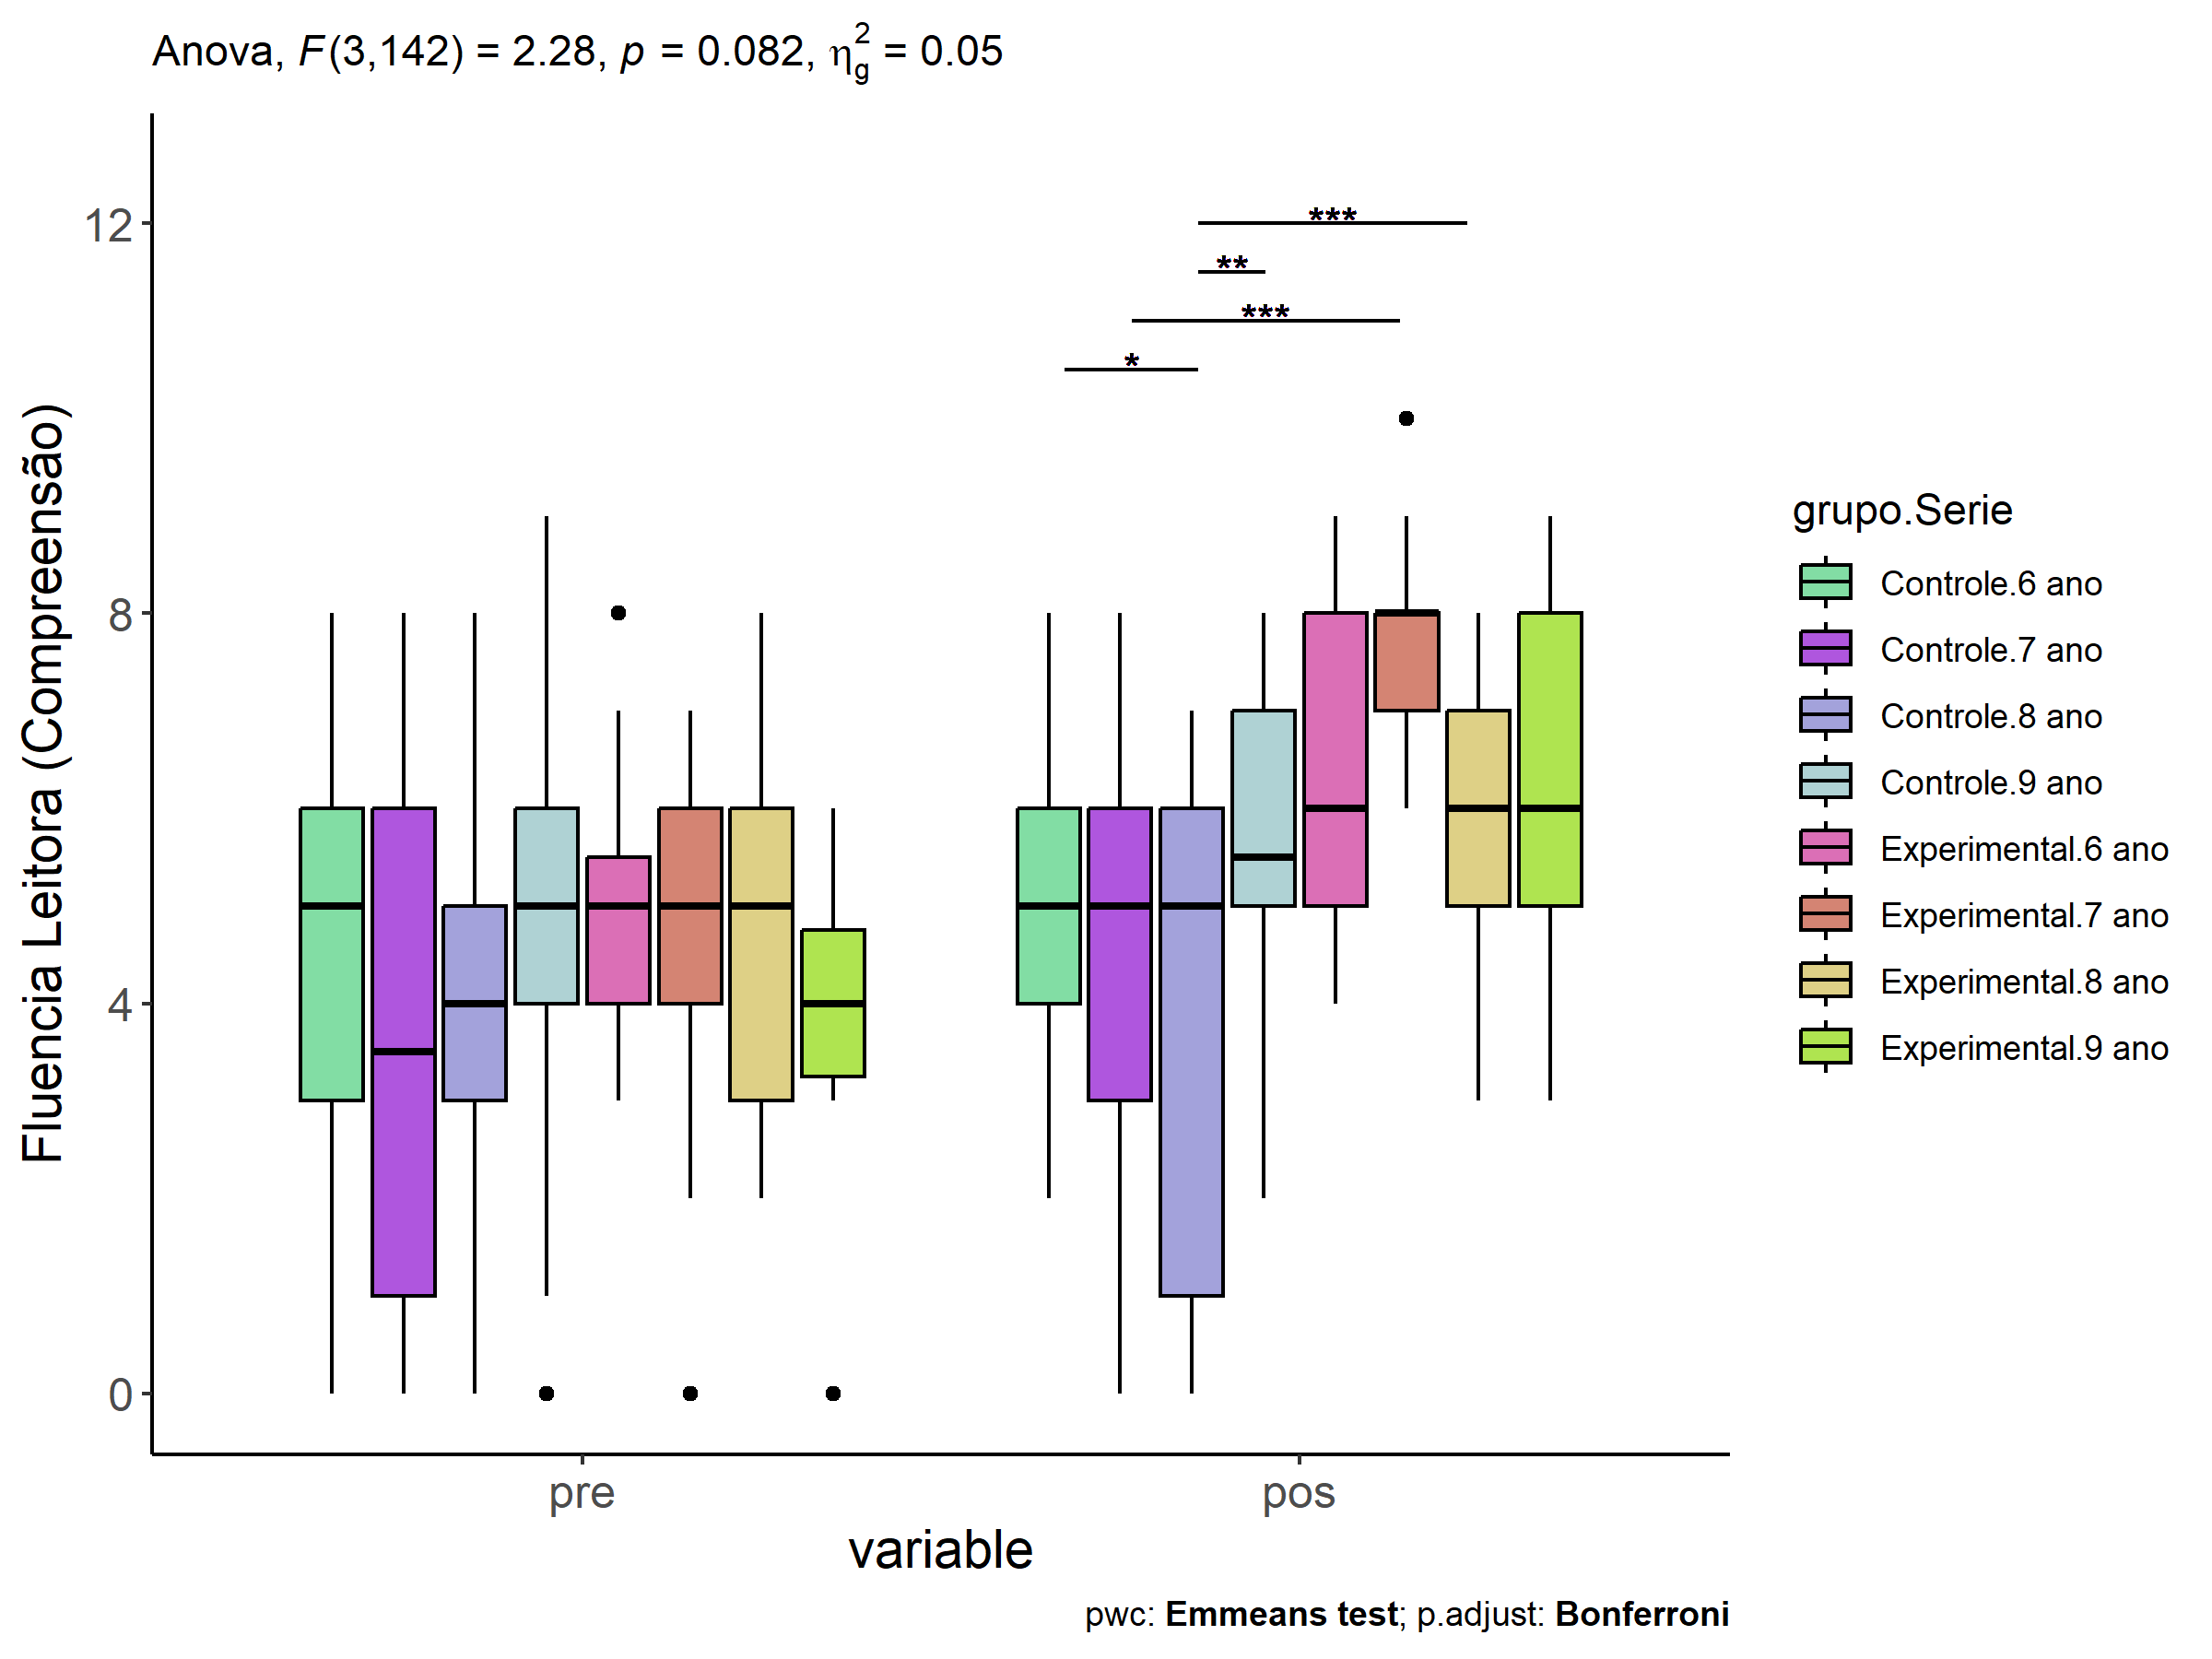 Anova, F(3,142) = 2.28, p = 0.082, η²g = 0.05
Fluencia Leitora (Compreensão)
12
8
4
0
***
**
***
*
pre
pos
variable
grupo.Serie
Controle.6 ano
Controle.7 ano
Controle.8 ano
Controle.9 ano
Experimental.6 ano
Experimental.7 ano
Experimental.8 ano
Experimental.9 ano
pwc: Emmeans test; p.adjust: Bonferroni